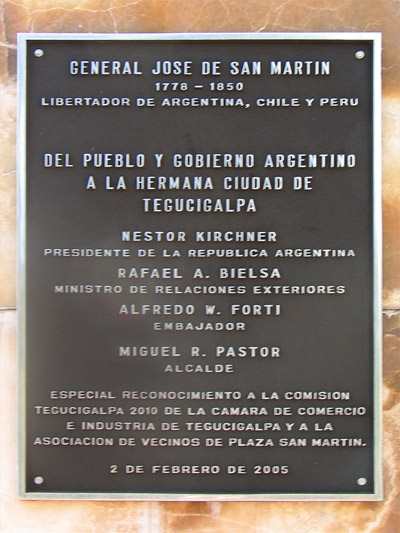 GENERAL JOSE DE SAN MARTIN
1778 - 1850
LIBERTADOR DE ARGENTINA, CHILE Y PERU
DEL PUEBLO Y GOBIERNO ARGENTINO
A LA HERMANA CIUDAD DE
TEGUCIGALPA
NESTOR KIRCHNER
PRESIDENTE DE LA REPUBLICA ARGENTINA
RAFAEL A. BIELSA
MINISTRO DE RELACIONES EXTERIORES
ALFREDO W. FORTI
EMBAJADOR
MIGUEL R. PASTOR
ALCALDE
ESPECIAL RECONOCIMIENTO A LA COMISION
TEGUCIGALPA 2010 DE LA CAMARA DE COMERCIO
E INDUSTRIA DE TEGUCIGALPA Y A LA
ASOCIACION DE VECINOS DE PLAZA SAN MARTIN.
2 DE FEBRERO DE 2005